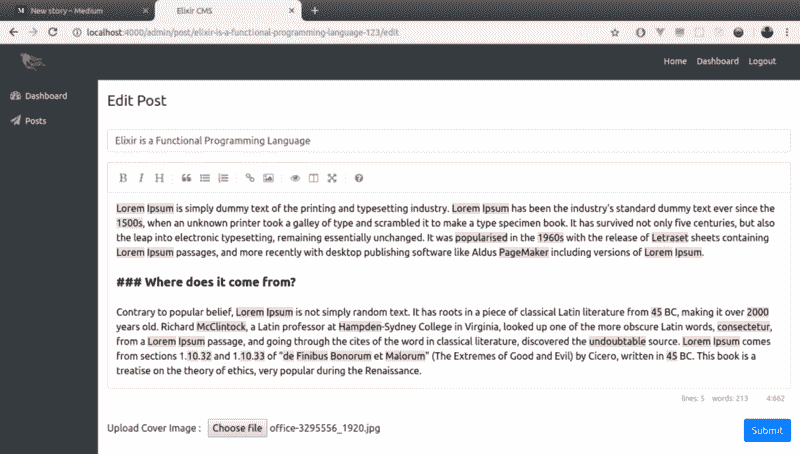 New story – Medium
Elixir CMS
localhost:4000/admin/post/elixir-is-a-functional-programming-language-123/edit
Home Dashboard Logout
Dashboard
Posts
Edit Post
Elixir is a Functional Programming Language
B I H
Lorem Ipsum is simply dummy text of the printing and typesetting industry. Lorem Ipsum has been the industry's standard dummy text ever since the
1500s, when an unknown printer took a galley of type and scrambled it to make a type specimen book. It has survived not only five centuries, but also
the leap into electronic typesetting, remaining essentially unchanged. It was popularised in the 1960s with the release of Letraset sheets containing
Lorem Ipsum passages, and more recently with desktop publishing software like Aldus PageMaker including versions of Lorem Ipsum.
### Where does it come from?
Contrary to popular belief, Lorem Ipsum is not simply random text. It has roots in a piece of classical Latin literature from 45 BC, making it over 2000
years old. Richard McClintock, a Latin professor at Hampden-Sydney College in Virginia, looked up one of the more obscure Latin words, consectetur,
from a Lorem Ipsum passage, and going through the cites of the word in classical literature, discovered the undoubtable source. Lorem Ipsum comes
from sections 1.10.32 and 1.10.33 of "de Finibus Bonorum et Malorum" (The Extremes of Good and Evil) by Cicero, written in 45 BC. This book is a
treatise on the theory of ethics, very popular during the Renaissance.
lines: 5 words: 213 4:662
Upload Cover Image : Choose file office-3295556_1920.jpg
Submit